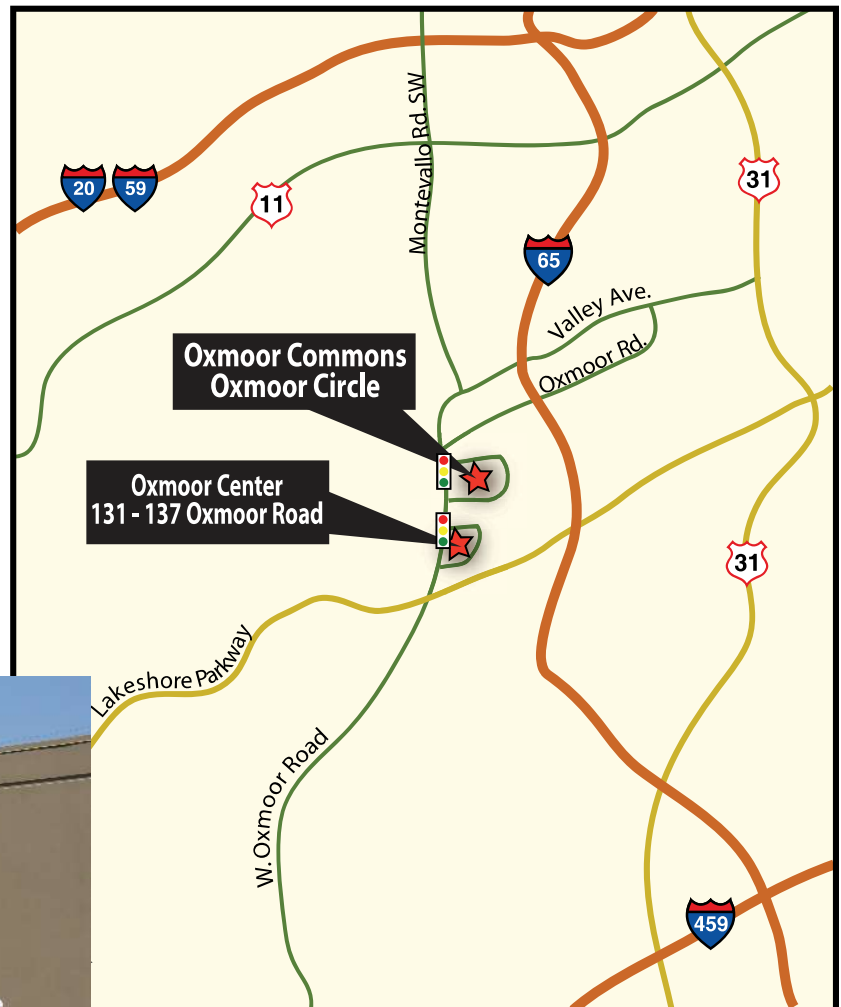 Montevallo Rd. SW
20
59
11
31
65
Valley Ave.
Oxmoor Rd.
Oxmoor Commons
Oxmoor Circle
Oxmoor Center
131 - 137 Oxmoor Road
31
Lakeshore Parkway
W. Oxmoor Road
459